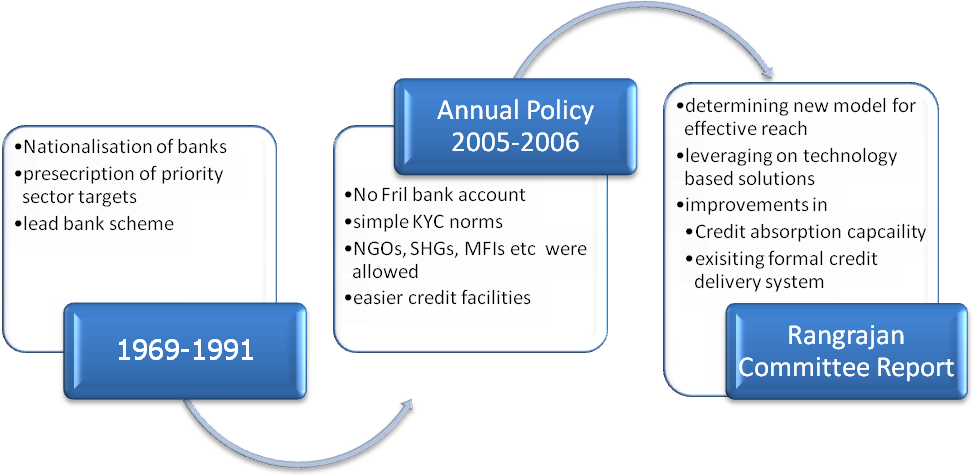 •Nationalisation of banks
•presecription of priority
sector targets
•lead bank scheme
1969-1991
Annual Policy
2005-2006
•No Fril bank account
•simple KYC norms
•NGOs, SHGs, MFIs etc were
allowed
•easier credit facilities
•determining new model for
effective reach
•leveraging on technology
based solutions
•improvements in
•Credit absorption capcaility
•exisiting formal credit
delivery system
Rangrajan
Committee Report